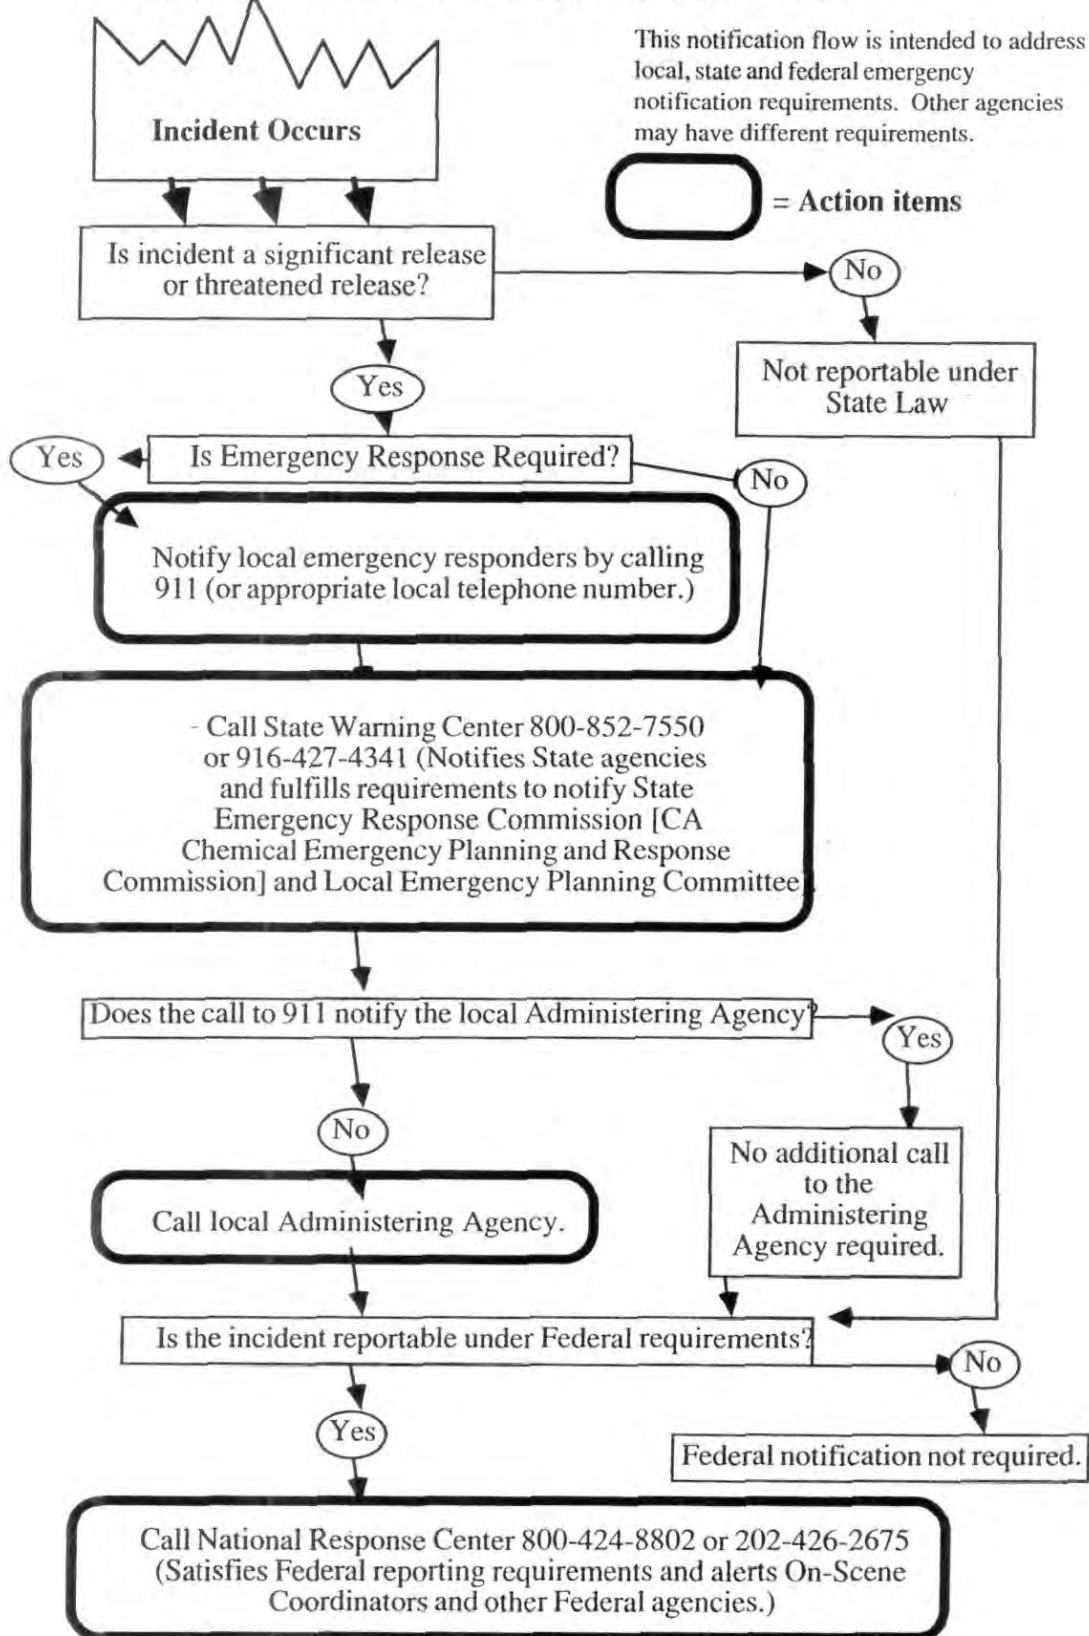 This notification flow is intended to address
local, state and federal emergency
notification requirements. Other agencies
may have different requirements.
Incident Occurs
= Action items
Is incident a significant release
or threatened release?
No
Yes
Not reportable under
State Law
Yes
Is Emergency Response Required?
No
Notify local emergency responders by calling
911 (or appropriate local telephone number.)
- Call State Warning Center 800-852-7550
or 916-427-4341 (Notifies State agencies
and fulfills requirements to notify State
Emergency Response Commission [CA
Chemical Emergency Planning and Response
Commission] and Local Emergency Planning Committee
Does the call to 911 notify the local Administering Agency?
Yes
No
No additional call
to the
Administering
Agency required.
Call local Administering Agency.
Is the incident reportable under Federal requirements?
No
Yes
Federal notification not required.
Call National Response Center 800-424-8802 or 202-426-2675
(Satisfies Federal reporting requirements and alerts On-Scene
Coordinators and other Federal agencies.)